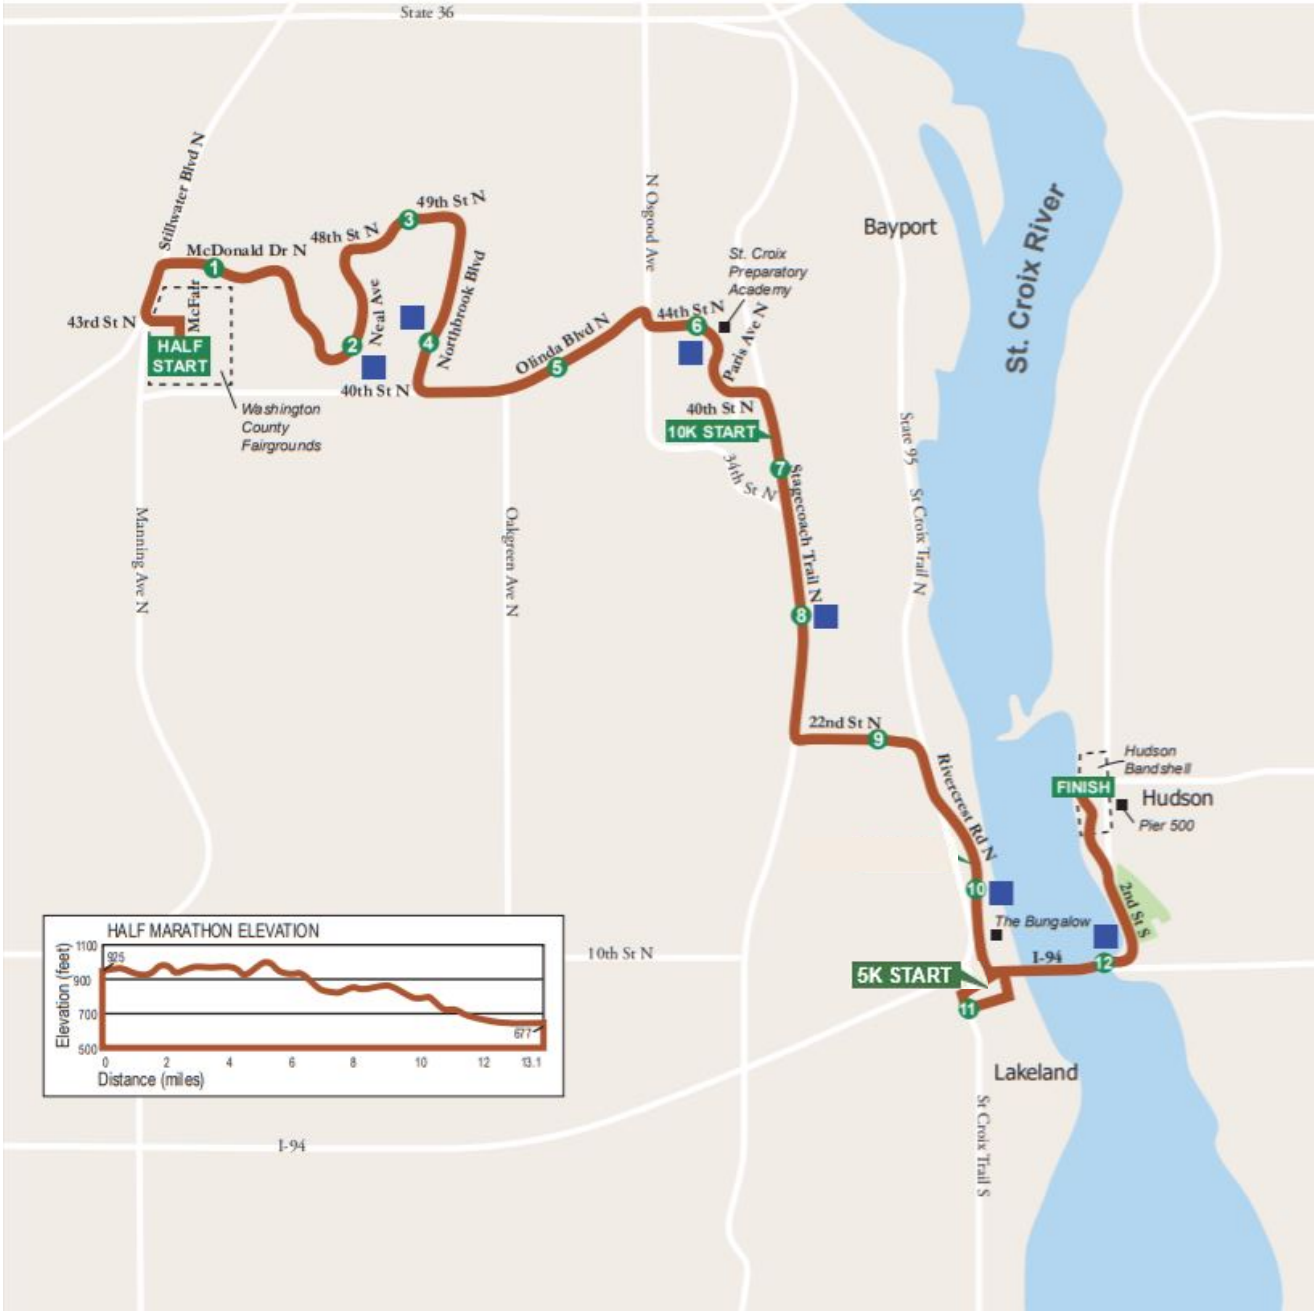 State 36
Stillwater Blvd N
49th St N
48th St N
McDonald Dr N
N Osgood Ave
Bayport
St. Croix River
St. Croix
Preparatory
Academy
1
2
3
4
5
6
McFair
43rd St N
HALF
START
Neal Ave
Northbrook Blvd
Olinda Blvd N
44th St N
Paris Ave N
40th St N
40th St N
Washington
County
Fairgrounds
10K START
34th St N
7
Stagecoach Trail N
State 95
St Croix Trail N
Manning Ave N
Oakgreen Ave N
8
22nd St N
9
Rivercrest Rd N
Hudson
Bandshell
FINISH
Hudson
Pier 500
10
The Bungalow
2nd St S
I-94
12
10th St N
5K START
11
Lakeland
St Croix Trail S
I-94
HALF MARATHON ELEVATION
Elevation (feet)
1100
900
700
500
925
677
0 2 4 6 8 10 12 13.1
Distance (miles)